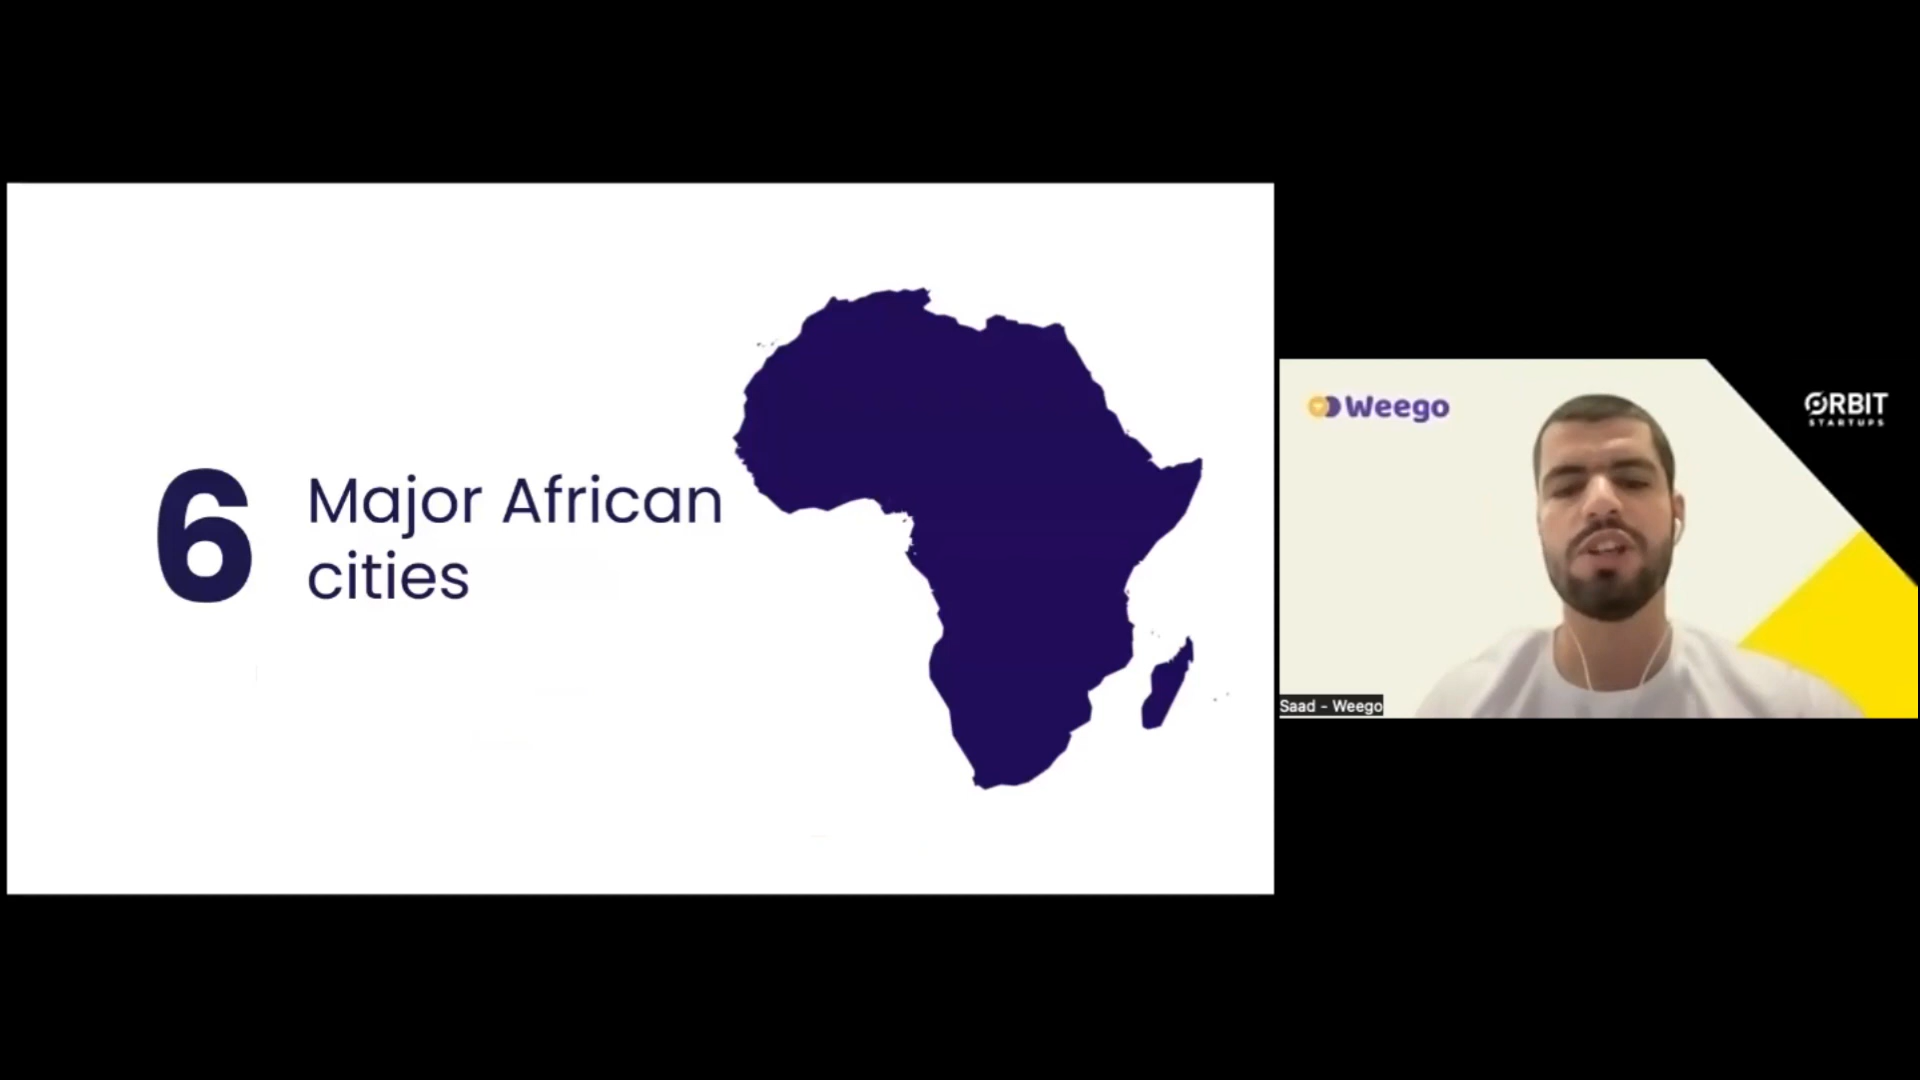 6
Major African
cities
Weego
ORBIT
STARTUPS
Saad - Weego